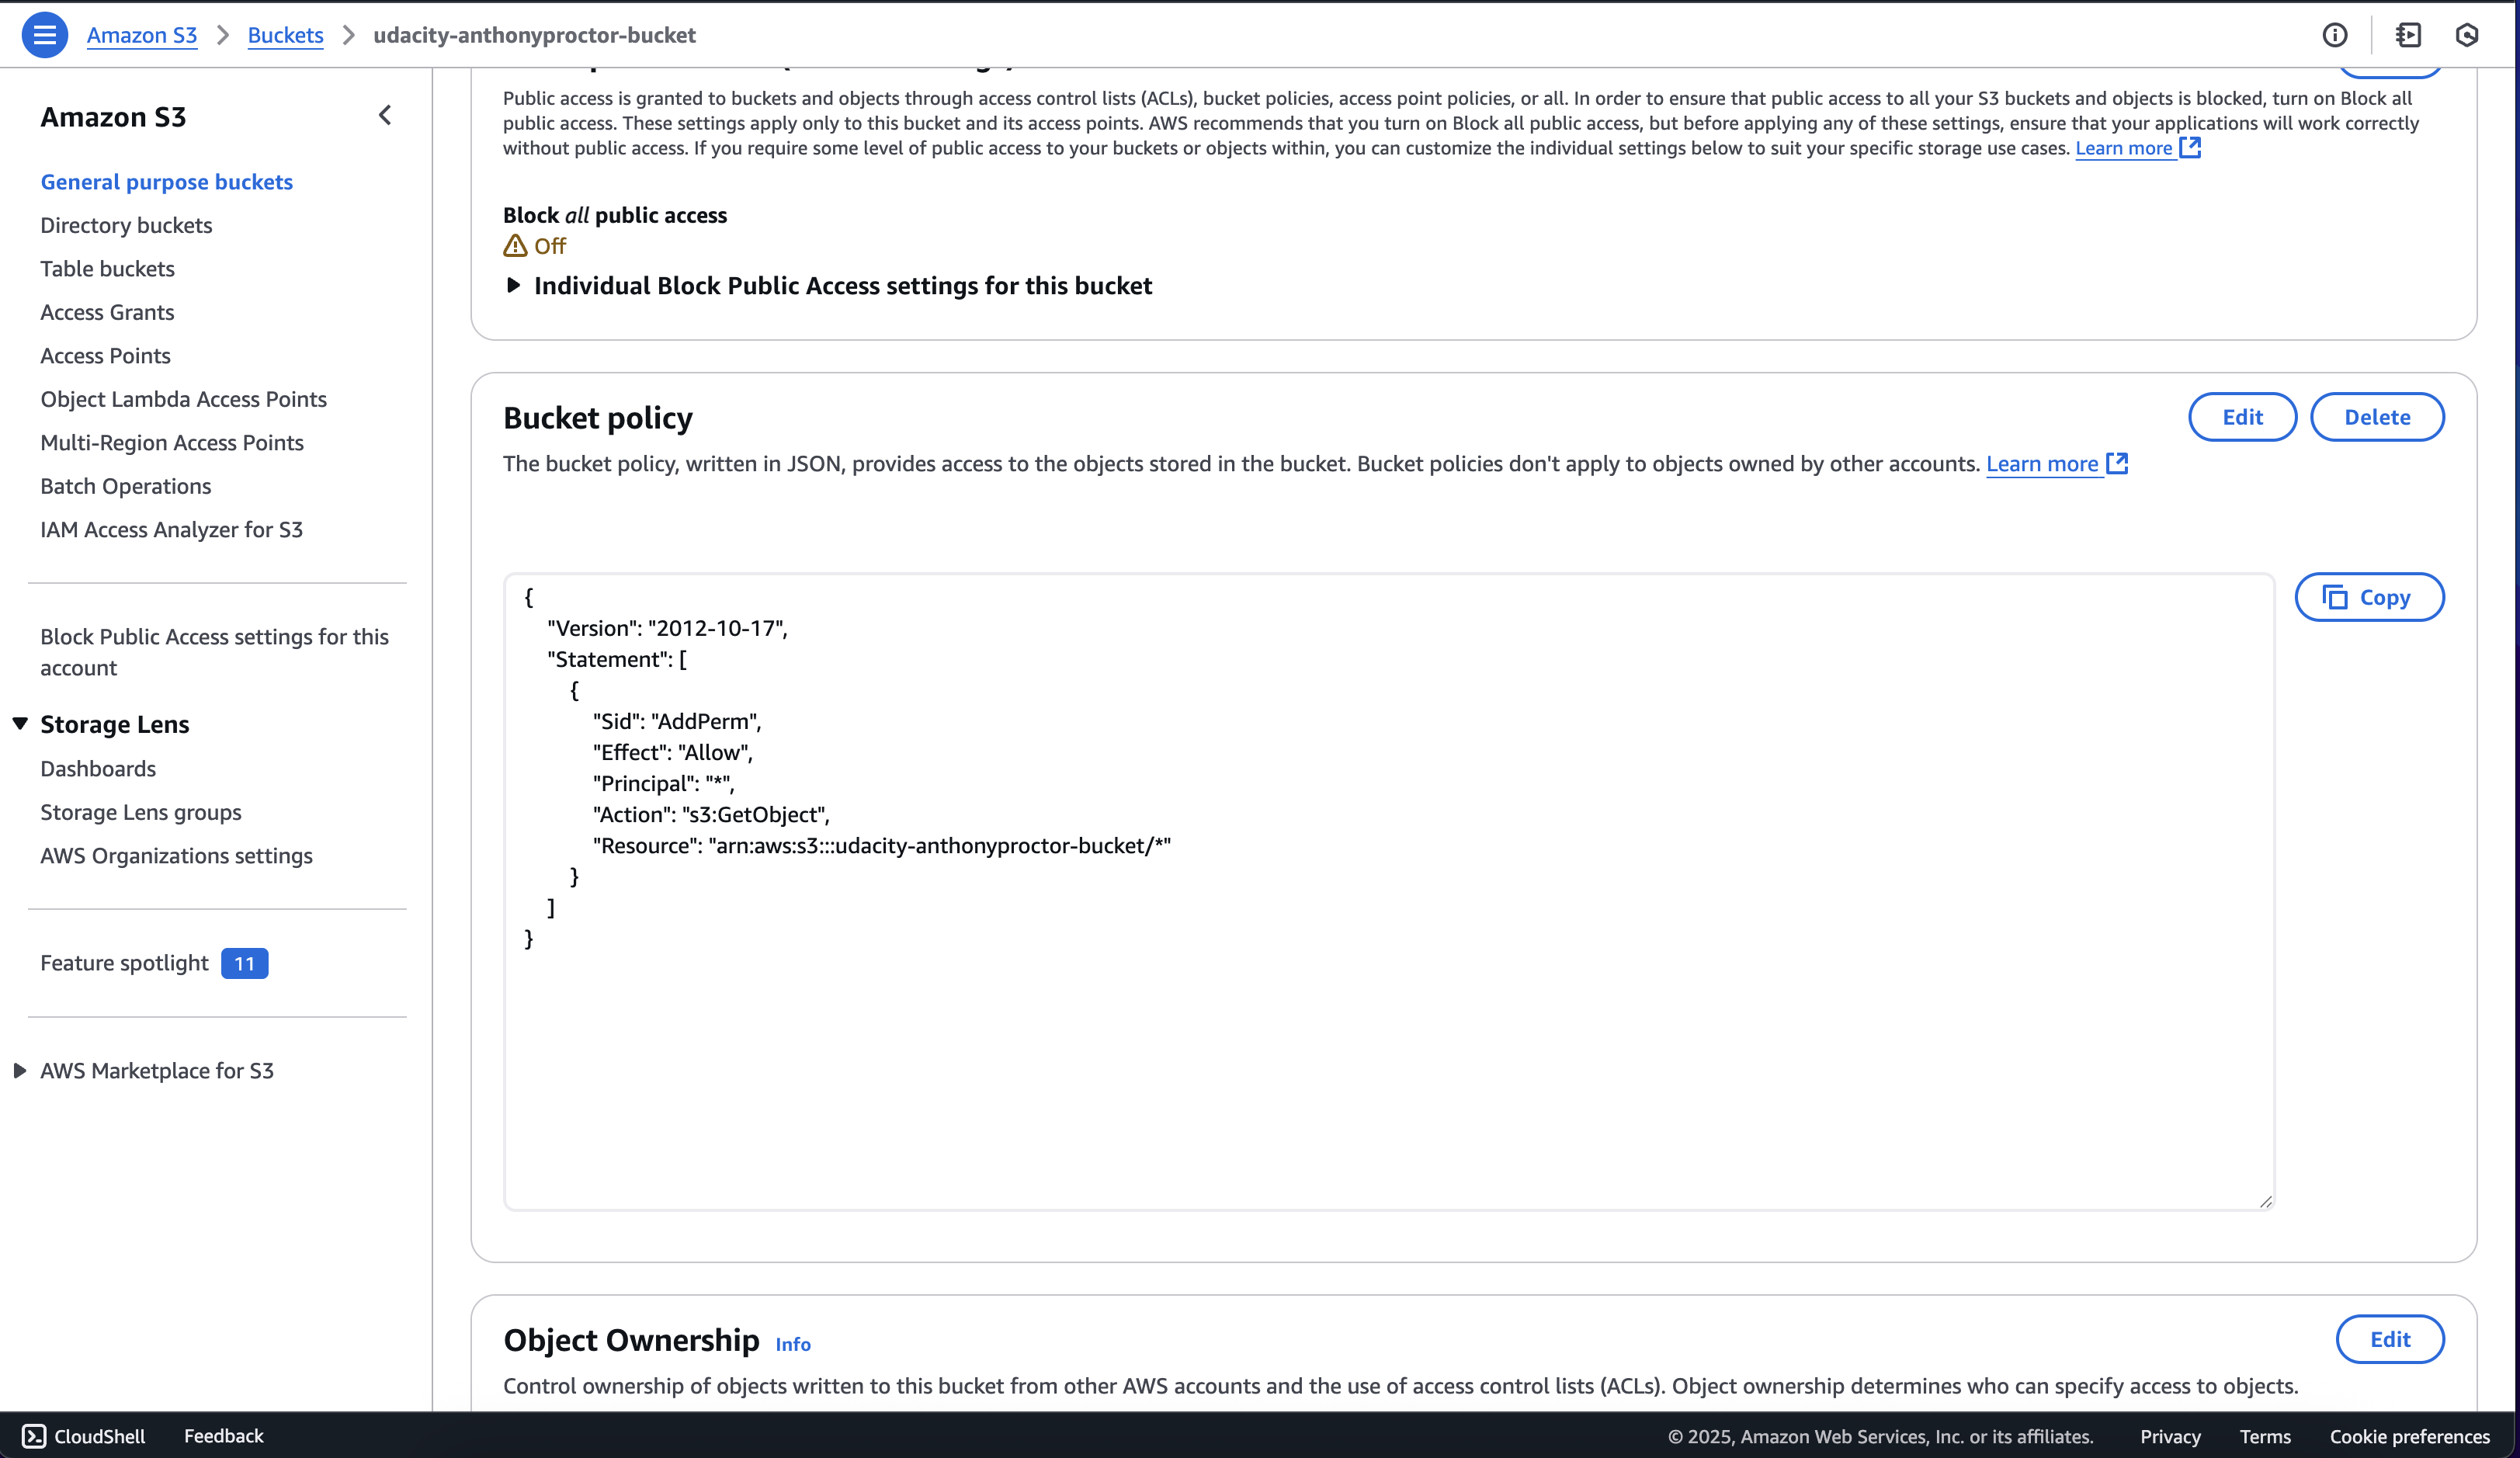 Amazon S3 > Buckets > udacity-anthonyproctor-bucket
Amazon S3
General purpose buckets
Directory buckets
Table buckets
Access Grants
Access Points
Object Lambda Access Points
Multi-Region Access Points
Batch Operations
IAM Access Analyzer for S3
Block Public Access settings for this
account
Storage Lens
Dashboards
Storage Lens groups
AWS Organizations settings
Feature spotlight 11
AWS Marketplace for S3
Public access is granted to buckets and objects through access control lists (ACLs), bucket policies, access point policies, or all. In order to ensure that public access to all your S3 buckets and objects is blocked, turn on Block all
public access. These settings apply only to this bucket and its access points. AWS recommends that you turn on Block all public access, but before applying any of these settings, ensure that your applications will work correctly
without public access. If you require some level of public access to your buckets or objects within, you can customize the individual settings below to suit your specific storage use cases. Learn more
Block all public access
Off
Individual Block Public Access settings for this bucket
Bucket policy
Edit
Delete
The bucket policy, written in JSON, provides access to the objects stored in the bucket. Bucket policies don't apply to objects owned by other accounts. Learn more
Copy
{
"Version": "2012-10-17",
"Statement": [
{
"Sid": "AddPerm",
"Effect": "Allow",
"Principal": "*",
"Action": "s3:GetObject",
"Resource": "arn:aws:s3:::udacity-anthonyproctor-bucket/*"
}
]
}
Object Ownership Info
Edit
Control ownership of objects written to this bucket from other AWS accounts and the use of access control lists (ACLs). Object ownership determines who can specify access to objects.
CloudShell
Feedback
© 2025, Amazon Web Services, Inc. or its affiliates.
Privacy
Terms
Cookie preferences